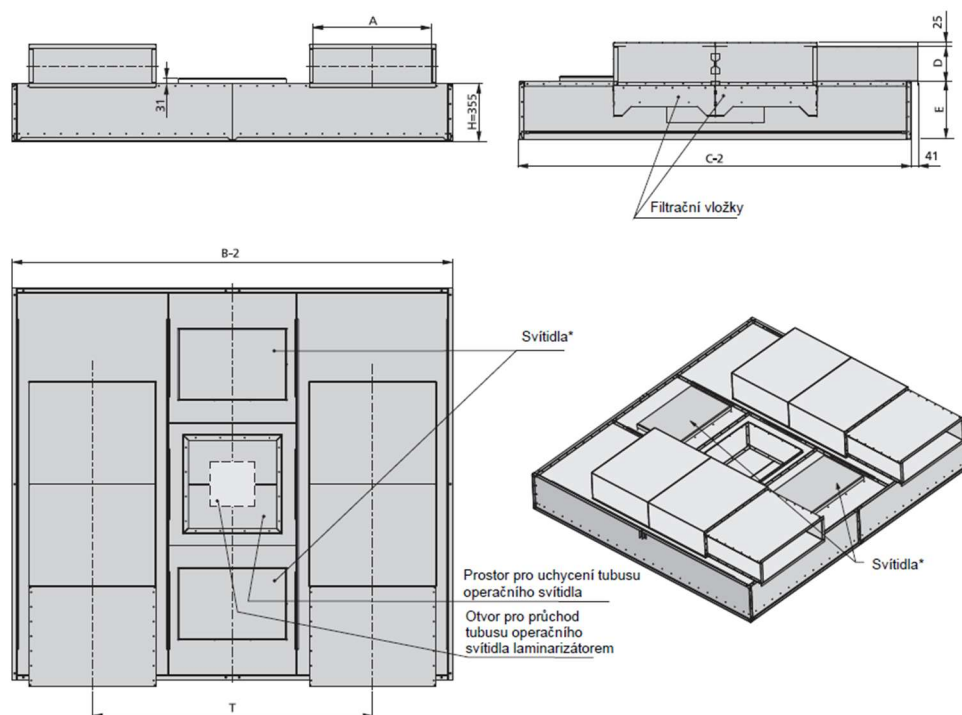 A
31
H=355
25
D
E
C-2
41
Filtrační vložky
B-2
Svítidla*
Prostor pro uchycení tubusu
operačního svítidla
Otvor pro průchod
tubusu operačního
svítidla laminarizátorem
Svítidla*
T